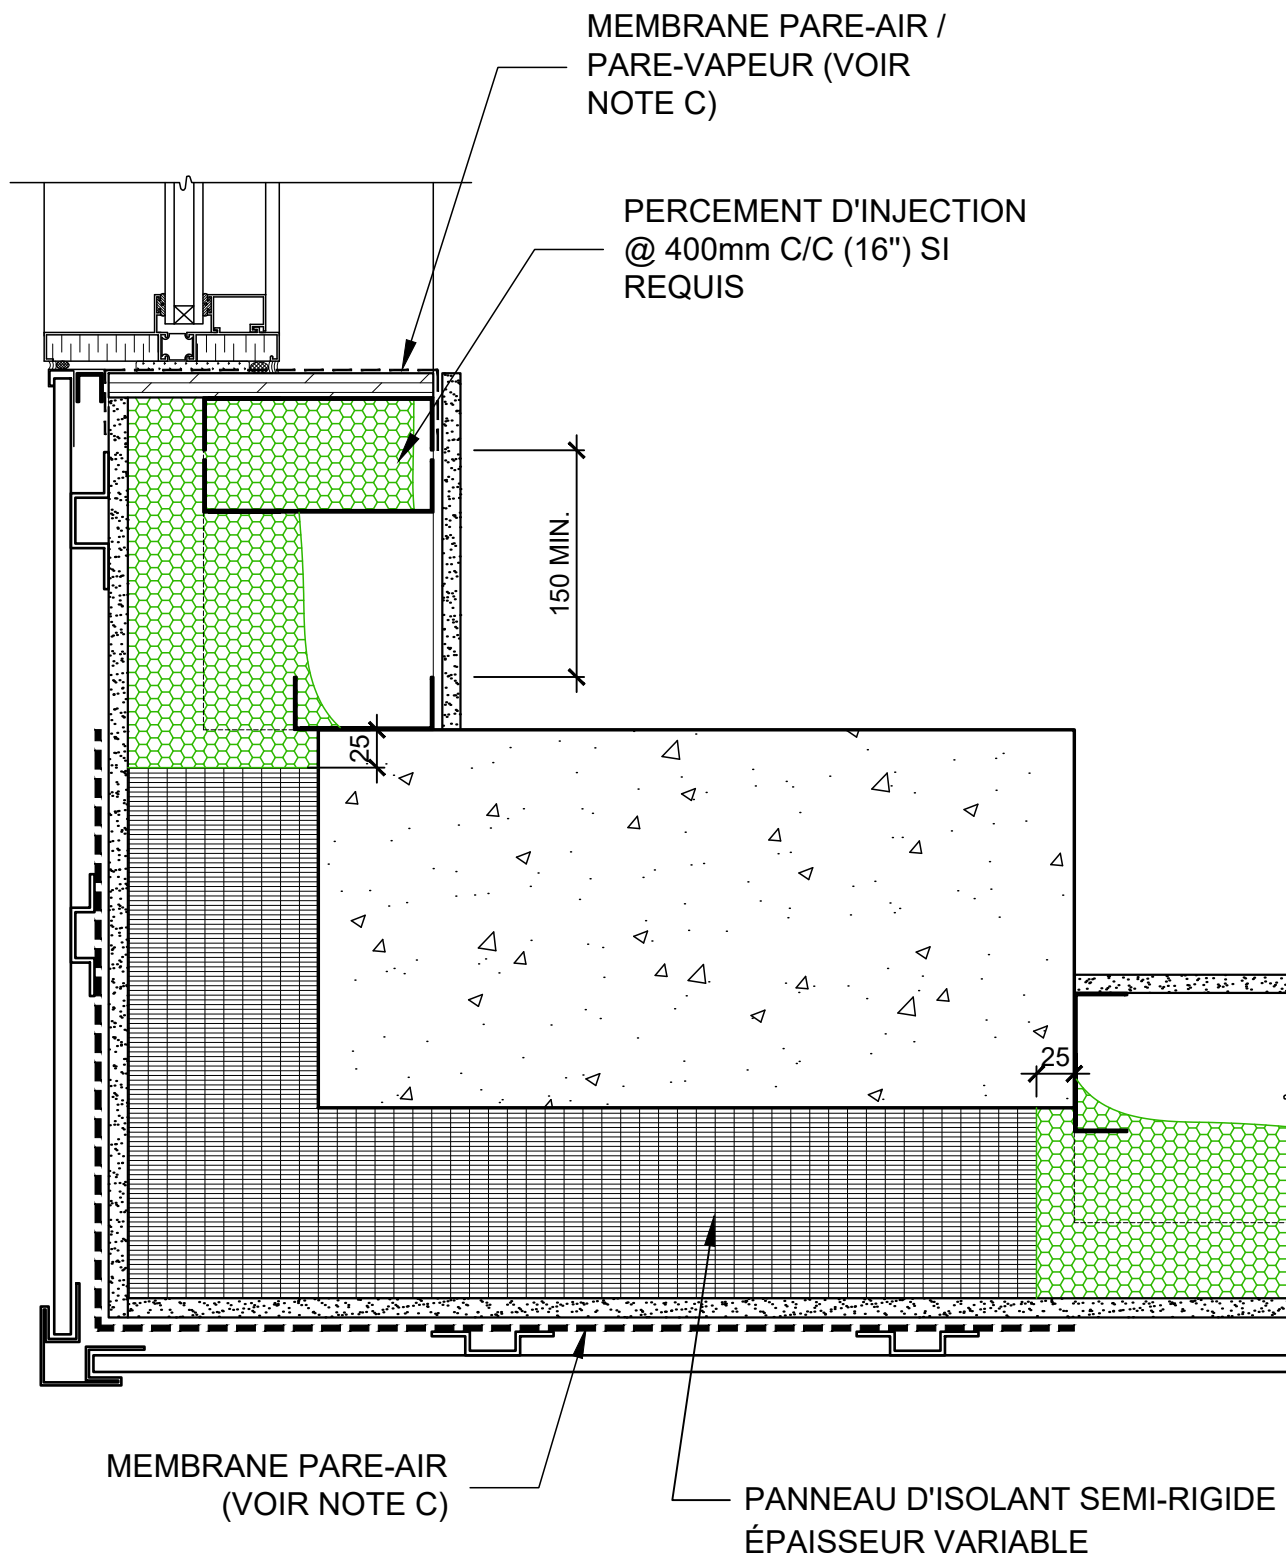 MEMBRANE PARE-AIR /
PARE-VAPEUR (VOIR
NOTE C)
PERCEMENT D'INJECTION
@ 400mm C/C (16") SI
REQUIS
150 MIN.
25
25
MEMBRANE PARE-AIR
(VOIR NOTE C)
PANNEAU D'ISOLANT SEMI-RIGIDE
ÉPAISSEUR VARIABLE